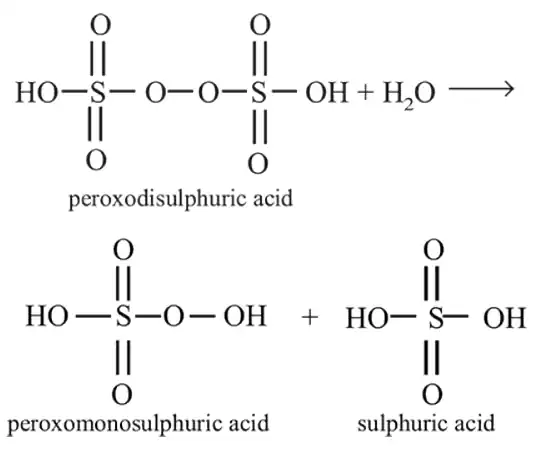 O O
HO–S–O–O–S–OH + H₂O ⟶
O O
peroxodisulphuric acid
O O
HO–S–O–OH + HO–S–OH
O O
peroxomonosulphuric acid sulphuric acid